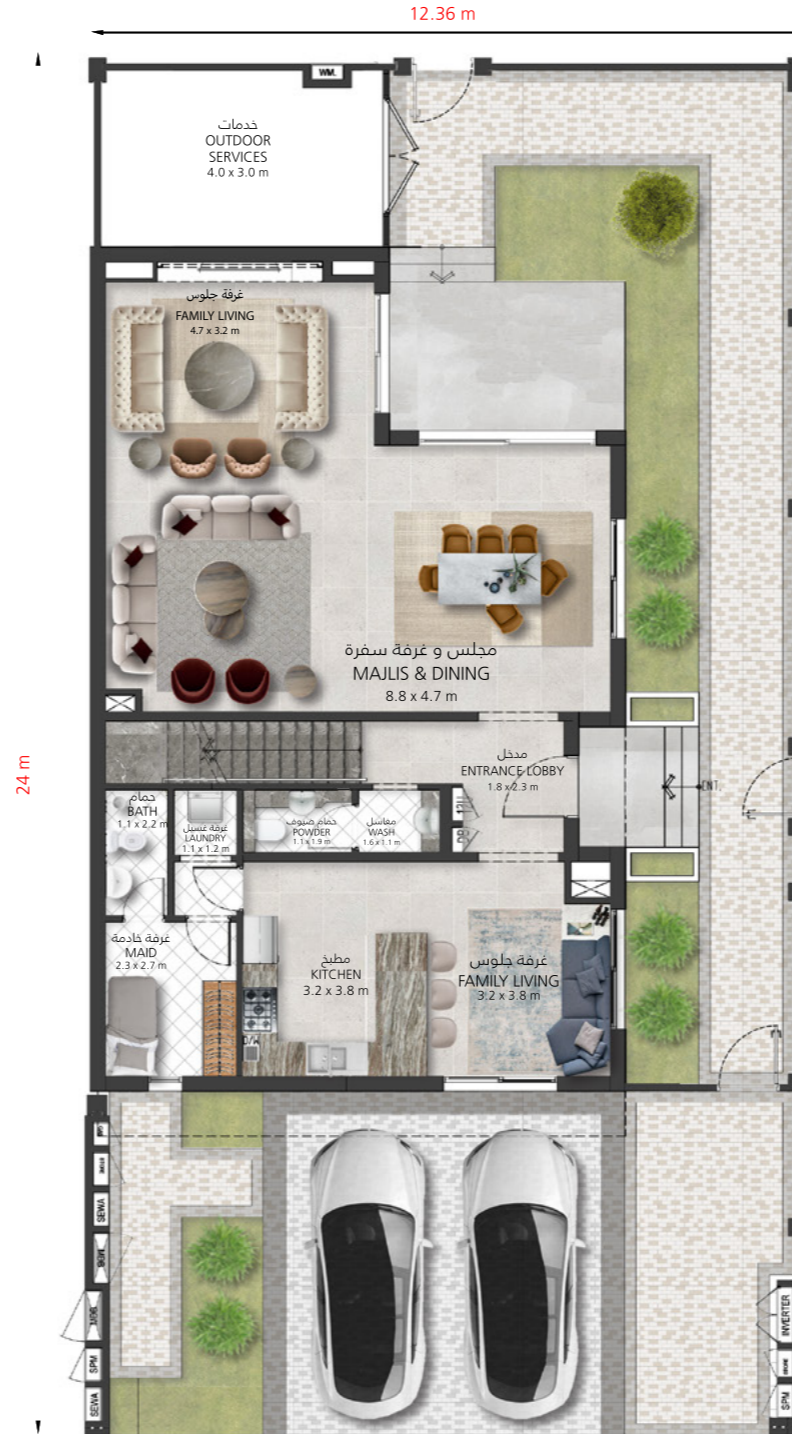 12.36 m
WM.
خدمات
OUTDOOR
SERVICES
4.0 x 3.0 m
غرفة جلوس
FAMILY LIVING
4.7 x 3.2 m
مجلس و غرفة سفرة
MAJLIS & DINING
8.8 x 4.7 m
24 m
مدخل
ENTRANCE LOBBY
1.8 x 2.3 m
ENT.
حمام
BATH
1.1 x 2.2 m
غرفة غسيل
LAUNDRY
1.1 x 1.2 m
حمام ضيوف
POWDER
1.1 x 1.9 m
مغاسل
WASH
1.6 x 1.1 m
DB
غرفة خادمة
MAID
2.3 x 2.7 m
مطبخ
KITCHEN
3.2 x 3.8 m
غرفة جلوس
FAMILY LIVING
3.2 x 3.8 m
D/W
GAS
SEWA
MDB
SPM
SEWA
INVERTER
SPM